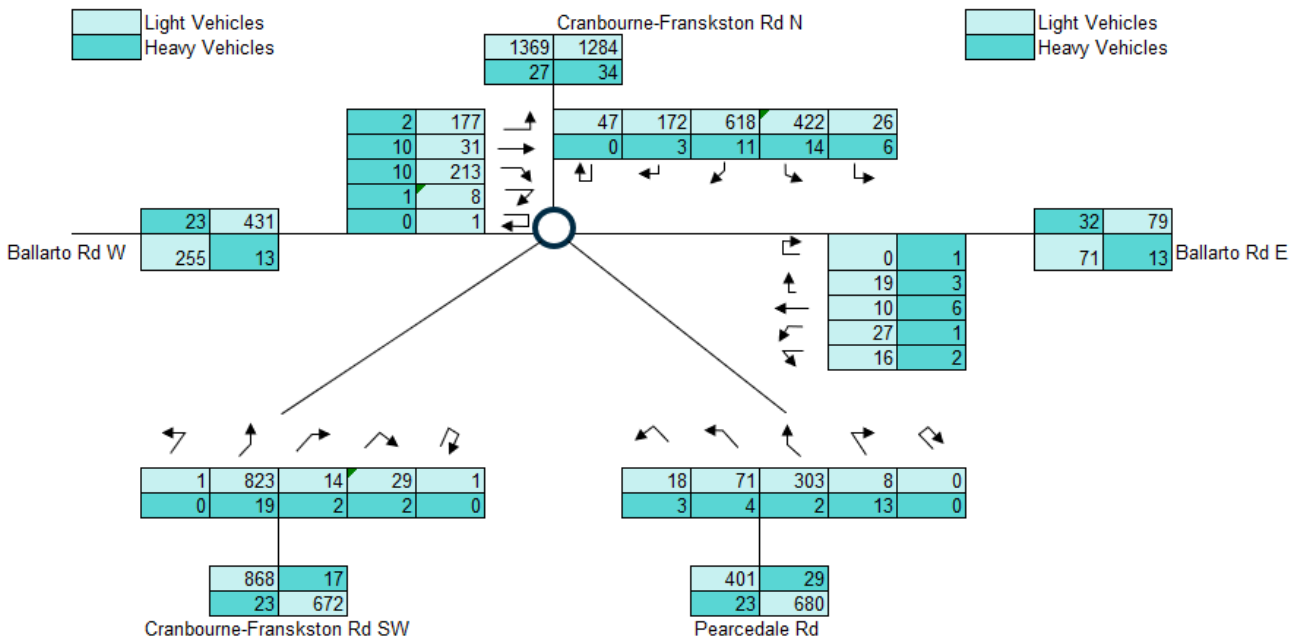 Light Vehicles
Heavy Vehicles
Cranbourne-Franskston Rd N
Light Vehicles
Heavy Vehicles
1369 1284
27 34
2 177
10 31
10 213
1 8
0 1
47 172 618 422 26
0 3 11 14 6
Ballarto Rd W
23 431
255 13
32 79
71 13
Ballarto Rd E
0 1
19 3
10 6
27 1
16 2
1 823 14 29 1
0 19 2 2 0
18 71 303 8 0
3 4 2 13 0
868 17
23 672
Cranbourne-Franskston Rd SW
401 29
23 680
Pearcedale Rd